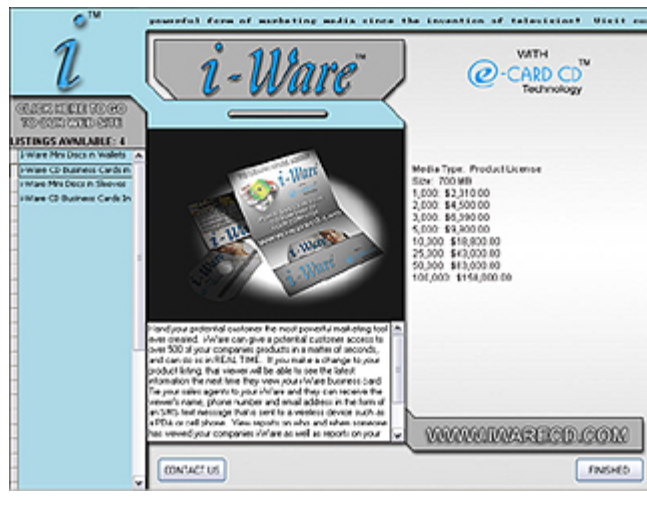 powerful form of marketing media since the invention of television! Visit
TM
i
i-Ware™
WITH
e-CARD CD™
Technology
CLICK HERE TO GO
TO OUR WEB SITE
LISTINGS AVAILABLE: 4
i-Ware Mini Discs in Wallets
i-Ware CD Business Cards in
i-Ware Mini Discs in Sleeves
i-Ware CD Business Cards In
i-Ware
www.iwarecd.com
i-Ware
i-Ware
Media Type: Product License
Size: 700 MB
1,000: $2,310.00
2,000: $4,500.00
3,000: $6,390.00
5,000: $9,900.00
10,000: $18,800.00
25,000: $43,000.00
50,000: $83,000.00
100,000: $158,000.00
Hand your potential customer the most powerful marketing tool
ever created. i-Ware can give a potential customer access to
over 500 of your companies products in a matter of seconds,
and can do so in REAL TIME. If you make a change to your
product listing, that viewer will be able to see the latest
information the next time they view your i-Ware business card.
Tie your sales agents to your i-Ware and they can receive the
viewer's name, phone number and email address in the form of
an SMS text message that is sent to a wireless device such as
a PDA or cell phone. View reports on who and when someone
has viewed your companies i-Ware as well as reports on your
WWW.IWARECD.COM
CONTACT US
FINISHED